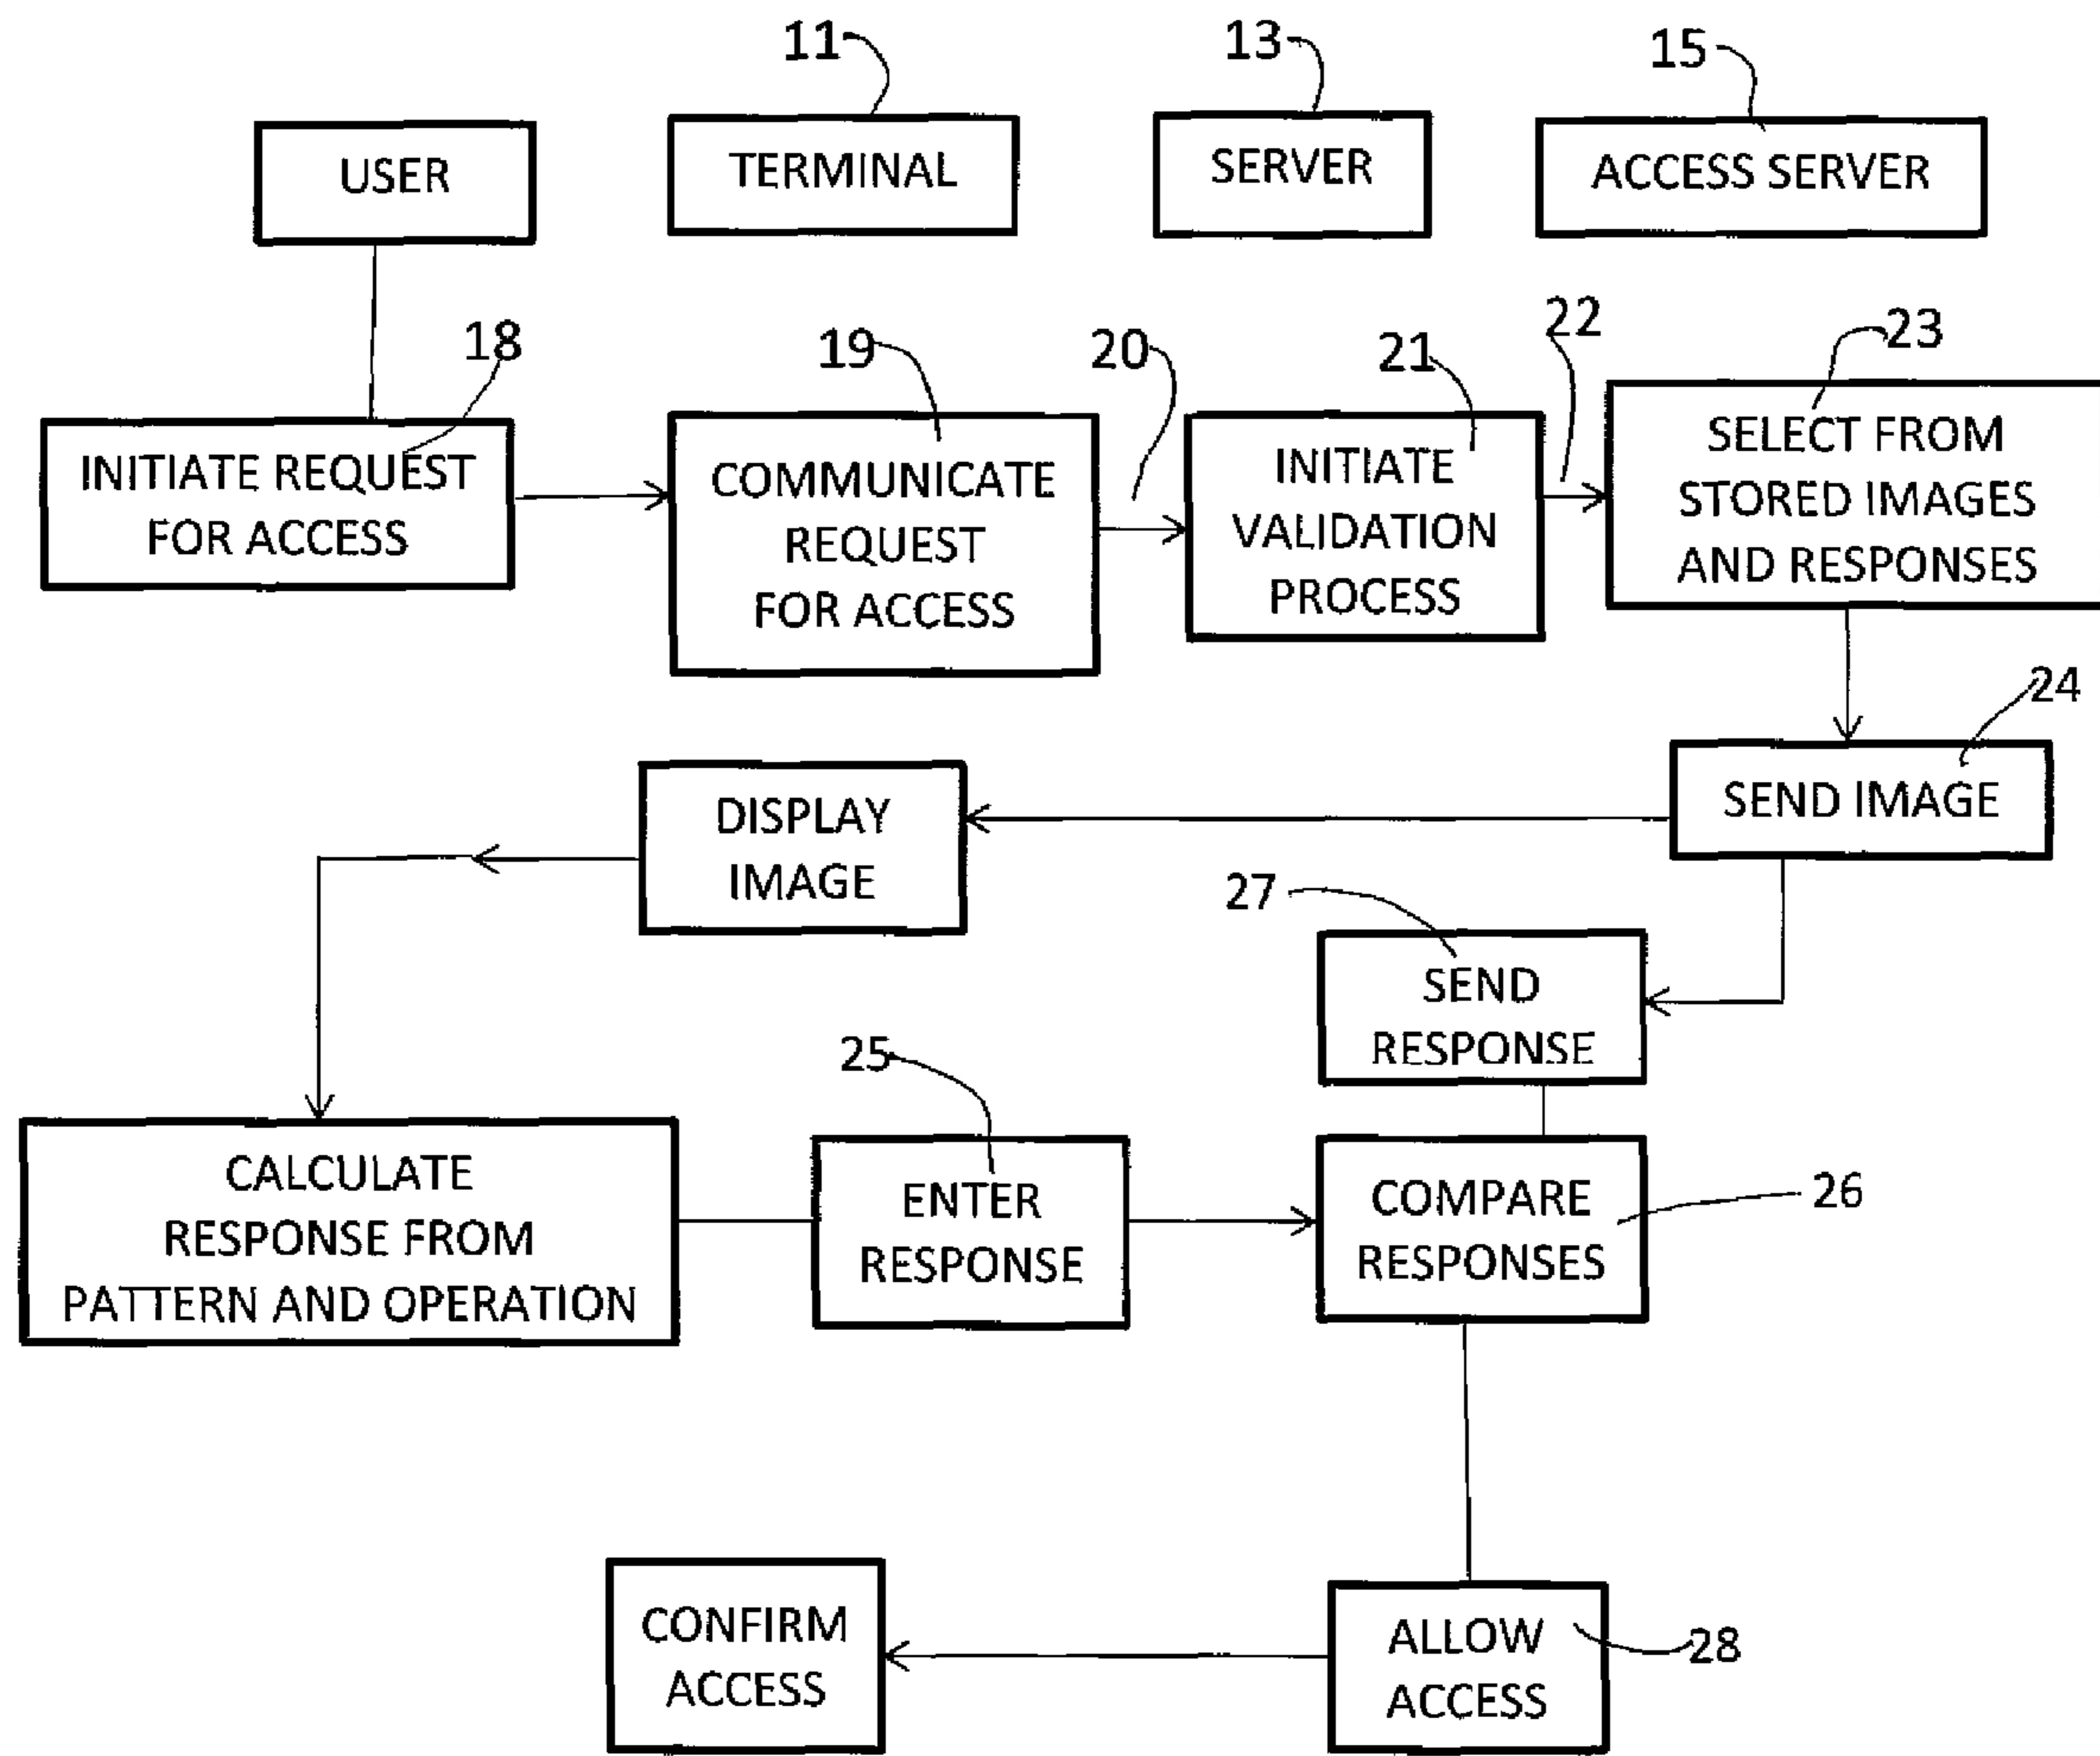 11
13
15
USER
TERMINAL
SERVER
ACCESS SERVER
18
19
20
21
22
23
INITIATE REQUEST
FOR ACCESS
COMMUNICATE
REQUEST
FOR ACCESS
INITIATE
VALIDATION
PROCESS
SELECT FROM
STORED IMAGES
AND RESPONSES
24
SEND IMAGE
DISPLAY
IMAGE
27
SEND
RESPONSE
25
CALCULATE
RESPONSE FROM
PATTERN AND OPERATION
ENTER
RESPONSE
COMPARE
RESPONSES
26
CONFIRM
ACCESS
ALLOW
ACCESS
28